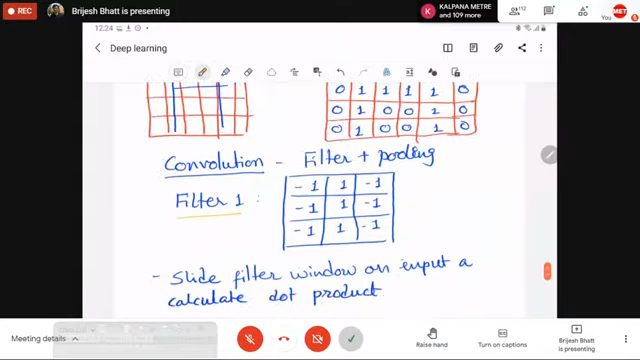 REC
Brijesh Bhatt is presenting
K
KALPANA METRE
and 109 more
112
You
MET
12:24
Deep learning
0 1 1 1 1 0
0 1 0 0 1 0
0 1 0 0 1 0
Convolution - Filter + pooling
Filter 1 :
-1 1 -1
-1 1 -1
-1 1 -1
- Slide filter window on input a
calculate dot product
Meeting details
Raise hand
Turn on captions
Brijesh Bhatt
is presenting